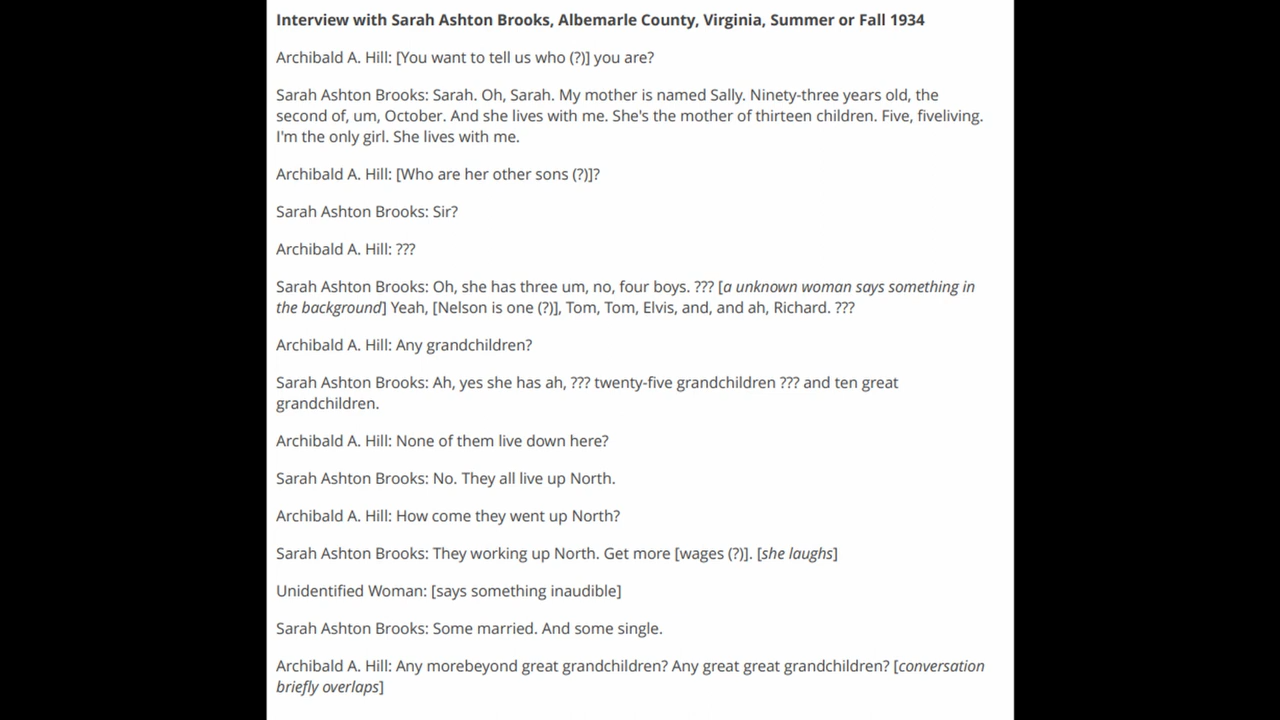 Interview with Sarah Ashton Brooks, Albemarle County, Virginia, Summer or Fall 1934
Archibald A. Hill: [You want to tell us who (?)] you are?
Sarah Ashton Brooks: Sarah. Oh, Sarah. My mother is named Sally. Ninety-three years old, the
second of, um, October. And she lives with me. She's the mother of thirteen children. Five, fiveliving.
I'm the only girl. She lives with me.
Archibald A. Hill: [Who are her other sons (?)]?
Sarah Ashton Brooks: Sir?
Archibald A. Hill: ???
Sarah Ashton Brooks: Oh, she has three um, no, four boys. ??? [a unknown woman says something in
the background] Yeah, [Nelson is one (?)], Tom, Tom, Elvis, and, and ah, Richard. ???
Archibald A. Hill: Any grandchildren?
Sarah Ashton Brooks: Ah, yes she has ah, ??? twenty-five grandchildren ??? and ten great
grandchildren.
Archibald A. Hill: None of them live down here?
Sarah Ashton Brooks: No. They all live up North.
Archibald A. Hill: How come they went up North?
Sarah Ashton Brooks: They working up North. Get more [wages (?)]. [she laughs]
Unidentified Woman: [says something inaudible]
Sarah Ashton Brooks: Some married. And some single.
Archibald A. Hill: Any morebeyond great grandchildren? Any great great grandchildren? [conversation
briefly overlaps]